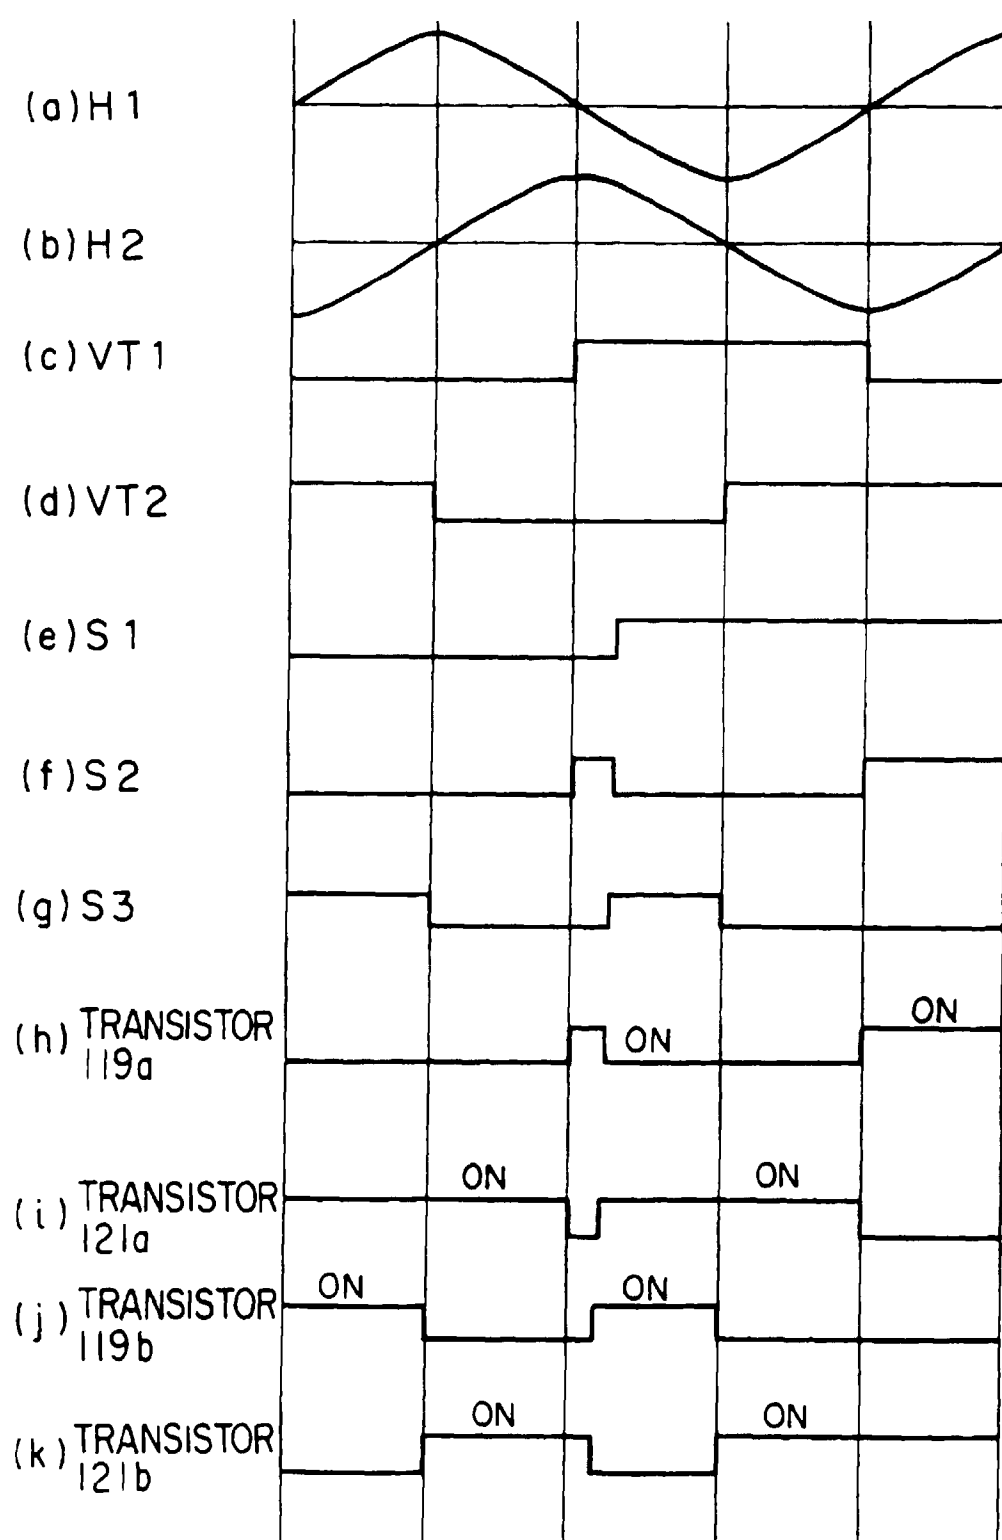 (a) H1
(b) H2
(c) VT1
(d) VT2
(e) S1
(f) S2
(g) S3
ON
(h) TRANSISTOR
119a
ON
ON
ON
(i) TRANSISTOR
121a
ON
ON
(j) TRANSISTOR
119b
ON
ON
(k) TRANSISTOR
121b